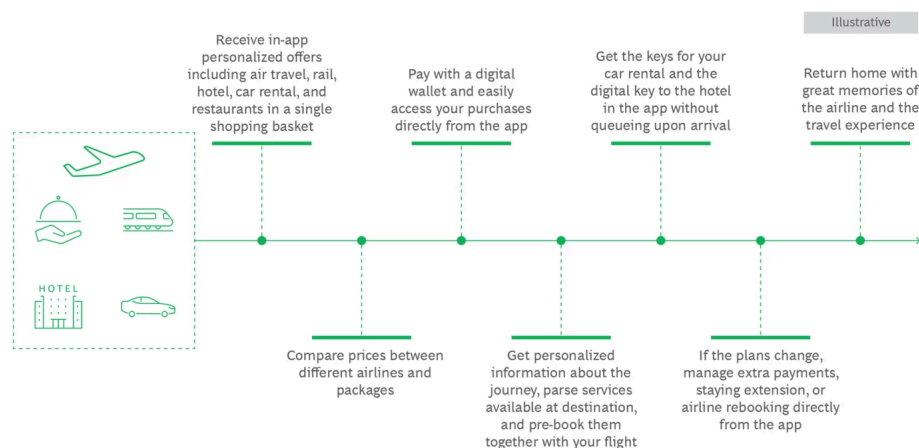 Illustrative
Receive in-app
personalized offers
including air travel, rail,
hotel, car rental, and
restaurants in a single
shopping basket
Pay with a digital
wallet and easily
access your purchases
directly from the app
Get the keys for your
car rental and the
digital key to the hotel
in the app without
queueing upon arrival
Return home with
great memories of
the airline and the
travel experience
HOTEL
Compare prices between
different airlines and
packages
Get personalized
information about the
journey, parse services
available at destination,
and pre-book them
together with your flight
If the plans change,
manage extra payments,
staying extension, or
airline rebooking directly
from the app